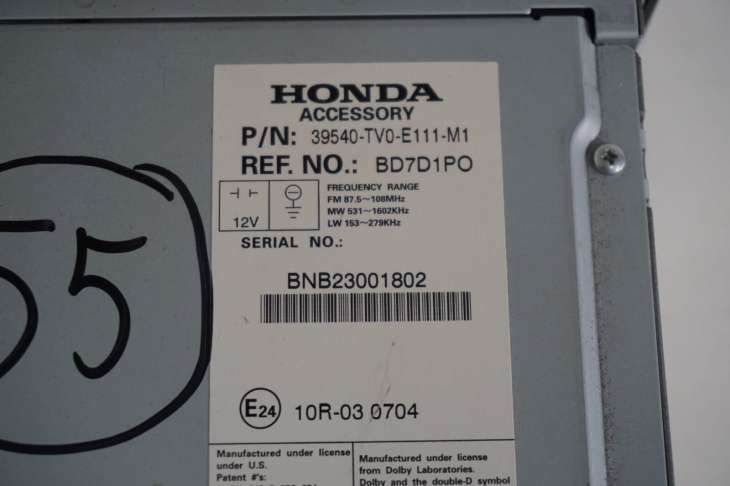 HONDA
ACCESSORY
P/N: 39540-TV0-E111-M1
REF. NO.: BD7D1PO
12V
FREQUENCY RANGE
FM 87.5~108MHz
MW 531~1602KHz
LW 153~279KHz
SERIAL NO.:
BNB23001802
55
E24 10R-03 0704
Manufactured under license
under U.S.
Patent #'s:
Manufactured under license
from Dolby Laboratories.
Dolby and the double-D symbol